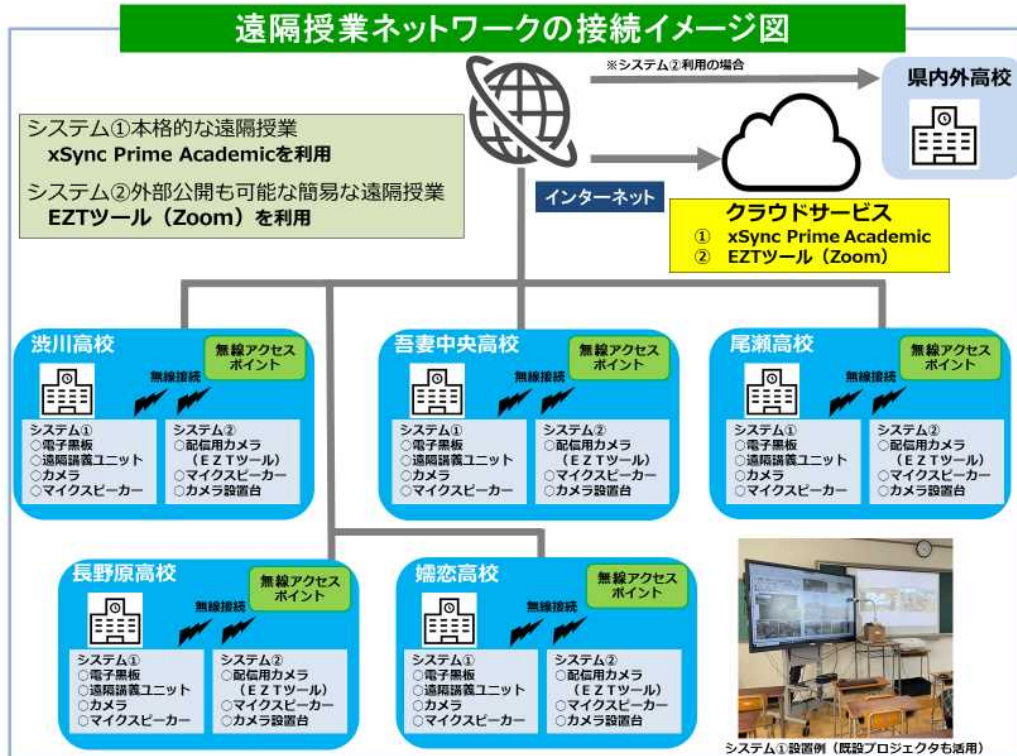 遠隔授業ネットワークの接続イメージ図
※システム②利用の場合
県内外高校
システム①本格的な遠隔授業
xSync Prime Academicを利用
システム②外部公開も可能な簡易な遠隔授業
EZTツール（Zoom）を利用
インターネット
クラウドサービス
① xSync Prime Academic
② EZTツール（Zoom）
渋川高校
無線アクセス
ポイント
無線接続
システム①
○電子黒板
○遠隔講義ユニット
○カメラ
○マイクスピーカー
システム②
○配信用カメラ
（ＥＺＴツール）
○マイクスピーカー
○カメラ設置台
吾妻中央高校
無線アクセス
ポイント
無線接続
システム①
○電子黒板
○遠隔講義ユニット
○カメラ
○マイクスピーカー
システム②
○配信用カメラ
（ＥＺＴツール）
○マイクスピーカー
○カメラ設置台
尾瀬高校
無線アクセス
ポイント
無線接続
システム①
○電子黒板
○遠隔講義ユニット
○カメラ
○マイクスピーカー
システム②
○配信用カメラ
（ＥＺＴツール）
○マイクスピーカー
○カメラ設置台
長野原高校
無線アクセス
ポイント
無線接続
システム①
○電子黒板
○遠隔講義ユニット
○カメラ
○マイクスピーカー
システム②
○配信用カメラ
（ＥＺＴツール）
○マイクスピーカー
○カメラ設置台
嬬恋高校
無線アクセス
ポイント
無線接続
システム①
○電子黒板
○遠隔講義ユニット
○カメラ
○マイクスピーカー
システム②
○配信用カメラ
（ＥＺＴツール）
○マイクスピーカー
○カメラ設置台
システム①設置例（既設プロジェクタも活用）